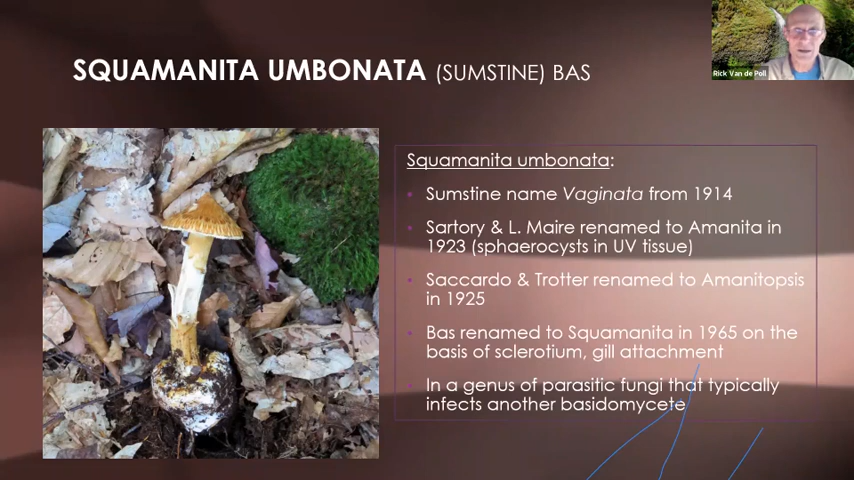 SQUAMANITA UMBONATA (SUMSTINE) BAS
Rick Van de Poll
Squamanita umbonata:
• Sumstine name Vaginata from 1914
• Sartory & L. Maire renamed to Amanita in
1923 (sphaerocysts in UV tissue)
• Saccardo & Trotter renamed to Amanitopsis
in 1925
• Bas renamed to Squamanita in 1965 on the
basis of sclerotium, gill attachment
• In a genus of parasitic fungi that typically
infects another basidomycete